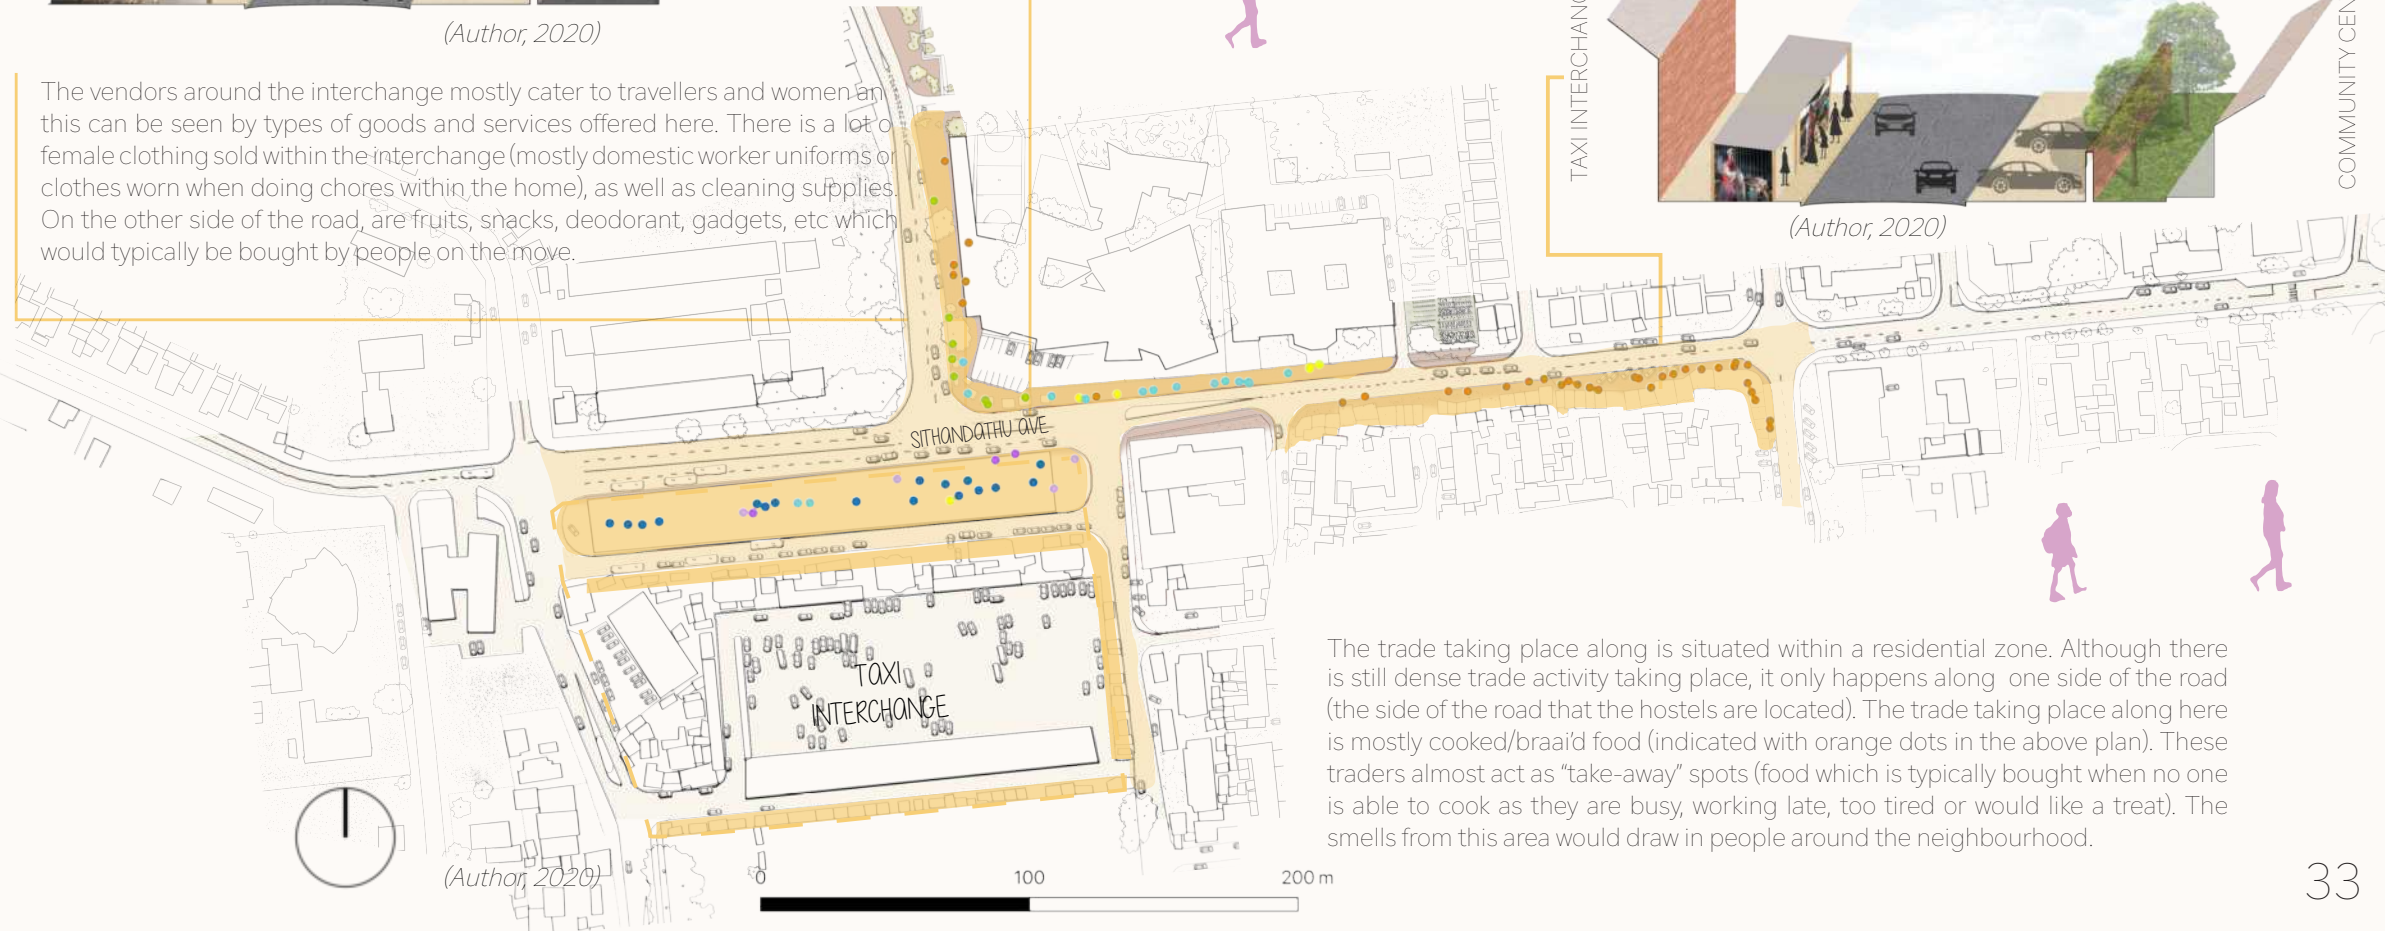 (Author, 2020)
The vendors around the interchange mostly cater to travellers and women an
this can be seen by types of goods and services offered here. There is a lot o
female clothing sold within the interchange (mostly domestic worker uniforms or
clothes worn when doing chores within the home), as well as cleaning supplies.
On the other side of the road, are fruits, snacks, deodorant, gadgets, etc which
would typically be bought by people on the move.
TAXI INTERCHANG
COMMUNITY CEN
(Author, 2020)
SITHANDATHU AVE
TAXI
INTERCHANGE
The trade taking place along is situated within a residential zone. Although there
is still dense trade activity taking place, it only happens along one side of the road
(the side of the road that the hostels are located). The trade taking place along here
is mostly cooked/braai’d food (indicated with orange dots in the above plan). These
traders almost act as “take-away” spots (food which is typically bought when no one
is able to cook as they are busy, working late, too tired or would like a treat). The
smells from this area would draw in people around the neighbourhood.
(Author, 2020)
0 100 200 m
33